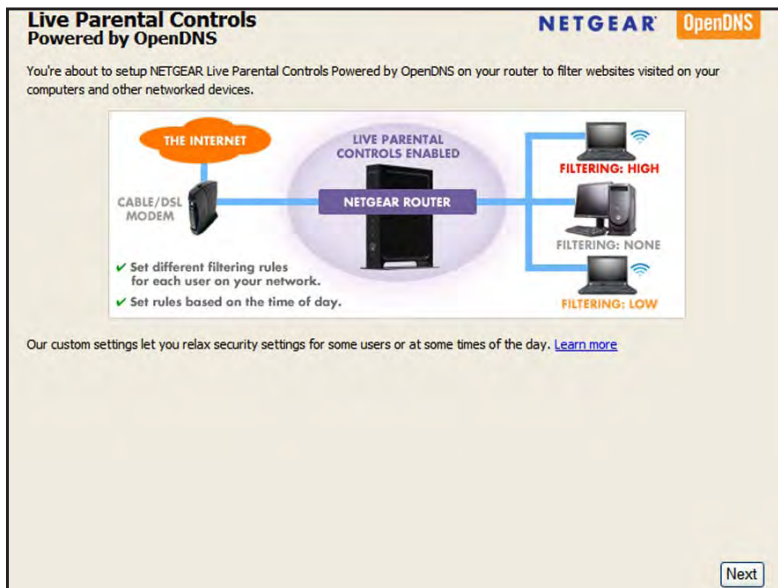 Live Parental Controls
Powered by OpenDNS
NETGEAR
OpenDNS
You're about to setup NETGEAR Live Parental Controls Powered by OpenDNS on your router to filter websites visited on your
computers and other networked devices.
THE INTERNET
LIVE PARENTAL
CONTROLS ENABLED
FILTERING: HIGH
CABLE/DSL
MODEM
NETGEAR ROUTER
FILTERING: NONE
✔ Set different filtering rules
for each user on your network.
✔ Set rules based on the time of day.
FILTERING: LOW
Our custom settings let you relax security settings for some users or at some times of the day. Learn more
Next